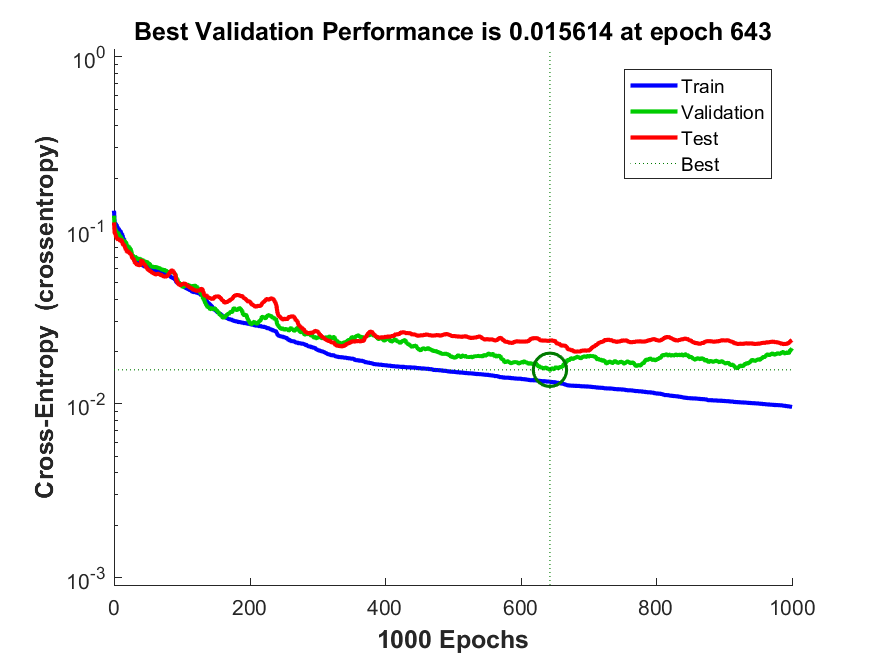 Best Validation Performance is 0.015614 at epoch 643
10^0
Train
Validation
Test
Best
10^-1
10^-2
10^-3
Cross-Entropy (crossentropy)
0 200 400 600 800 1000
1000 Epochs